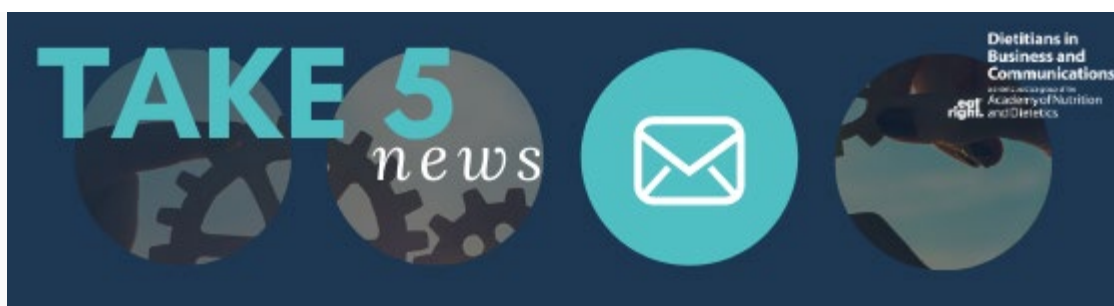 TAKE 5
news
Dietitians in
Business and
Communications
eat Academy of Nutrition
right. and Dietetics